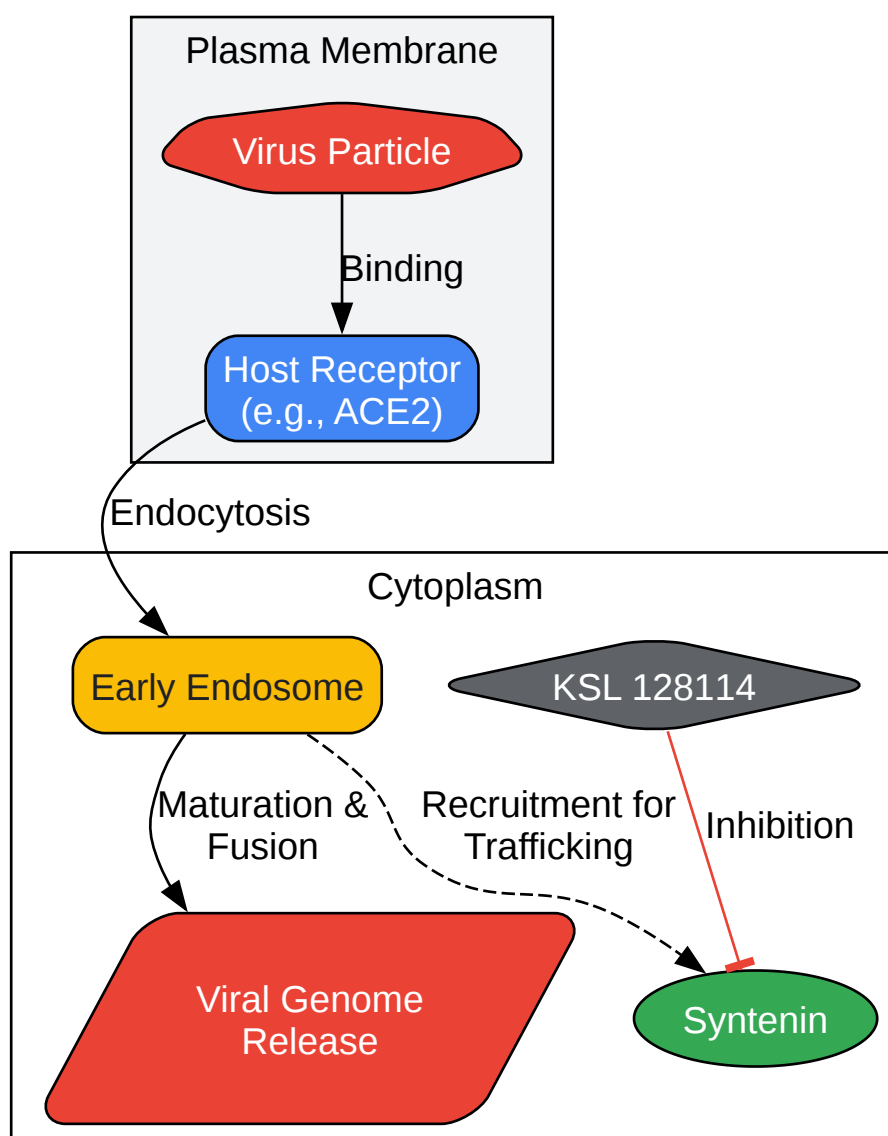 Plasma Membrane
Virus Particle
Binding
Host Receptor
(e.g., ACE2)
Endocytosis
Cytoplasm
Early Endosome
KSL 128114
Maturation &
Fusion
Recruitment for
Trafficking
Inhibition
Viral Genome
Release
Syntenin